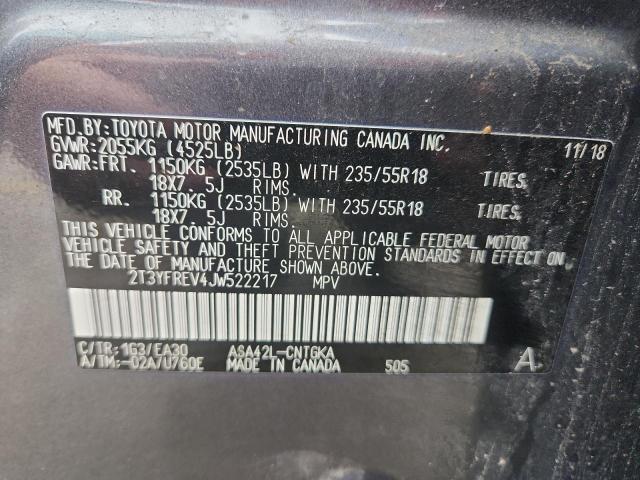 MFD.BY:TOYOTA MOTOR MANUFACTURING CANADA INC. 11/18
GVWR:2055KG (4525LB)
GAWR:FRT. 1150KG (2535LB) WITH 235/55R18 TIRES,
18X7. 5J RIMS.
RR. 1150KG (2535LB) WITH 235/55R18 TIRES,
18X7. 5J RIMS.
THIS VEHICLE CONFORMS TO ALL APPLICABLE FEDERAL MOTOR
VEHICLE SAFETY AND THEFT PREVENTION STANDARDS IN EFFECT ON
THE DATE OF MANUFACTURE SHOWN ABOVE.
2T3YFREV4JW522217 MPV
C/TR:1G3/EA30 ASA42L-CNTGKA
A/TM:-02A/U760E MADE IN CANADA 505 A